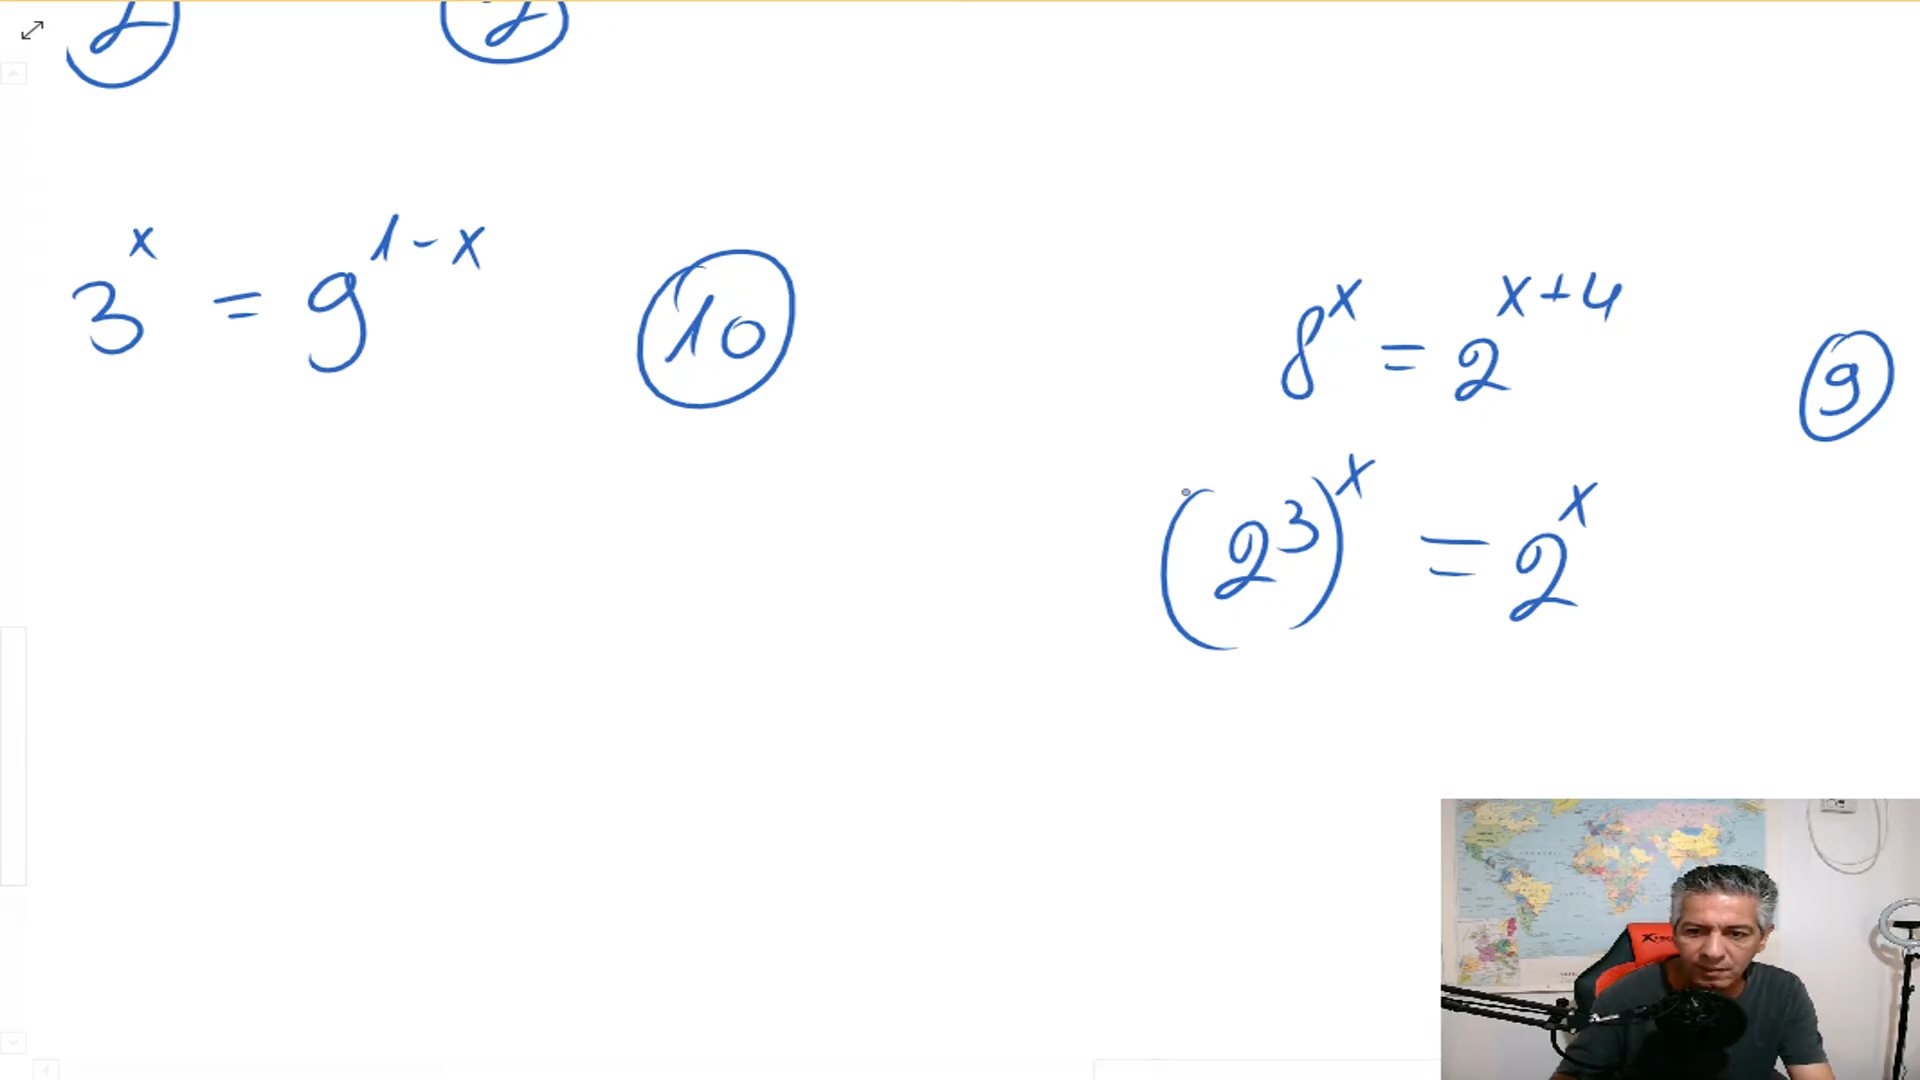 3^x = 9^{1-x} (10)
8^x = 2^{x+4} (9)
(2^3)^x = 2^x